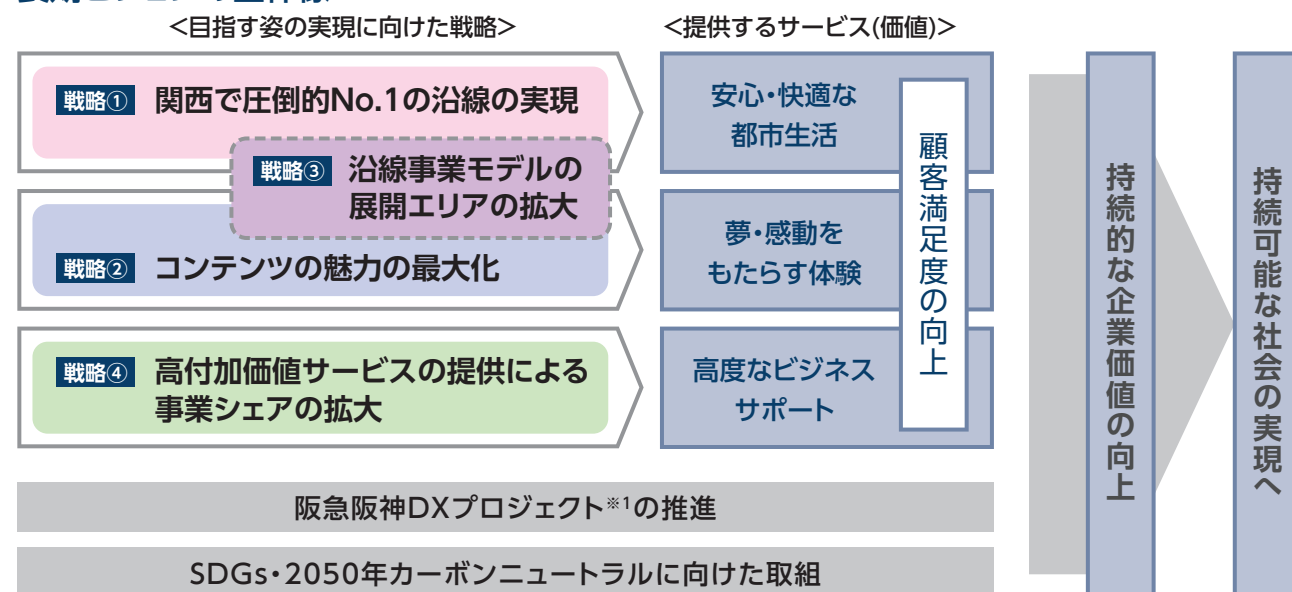 <目指す姿の実現に向けた戦略>
<提供するサービス(価値)>
戦略① 関西で圧倒的No.1の沿線の実現
戦略③ 沿線事業モデルの
展開エリアの拡大
戦略② コンテンツの魅力の最大化
戦略④ 高付加価値サービスの提供による
事業シェアの拡大
安心・快適な
都市生活
夢・感動を
もたらす体験
高度なビジネス
サポート
顧客満足度の向上
持続的な企業価値の向上
持続可能な社会の実現へ
阪急阪神DXプロジェクト※1の推進
SDGs・2050年カーボンニュートラルに向けた取組